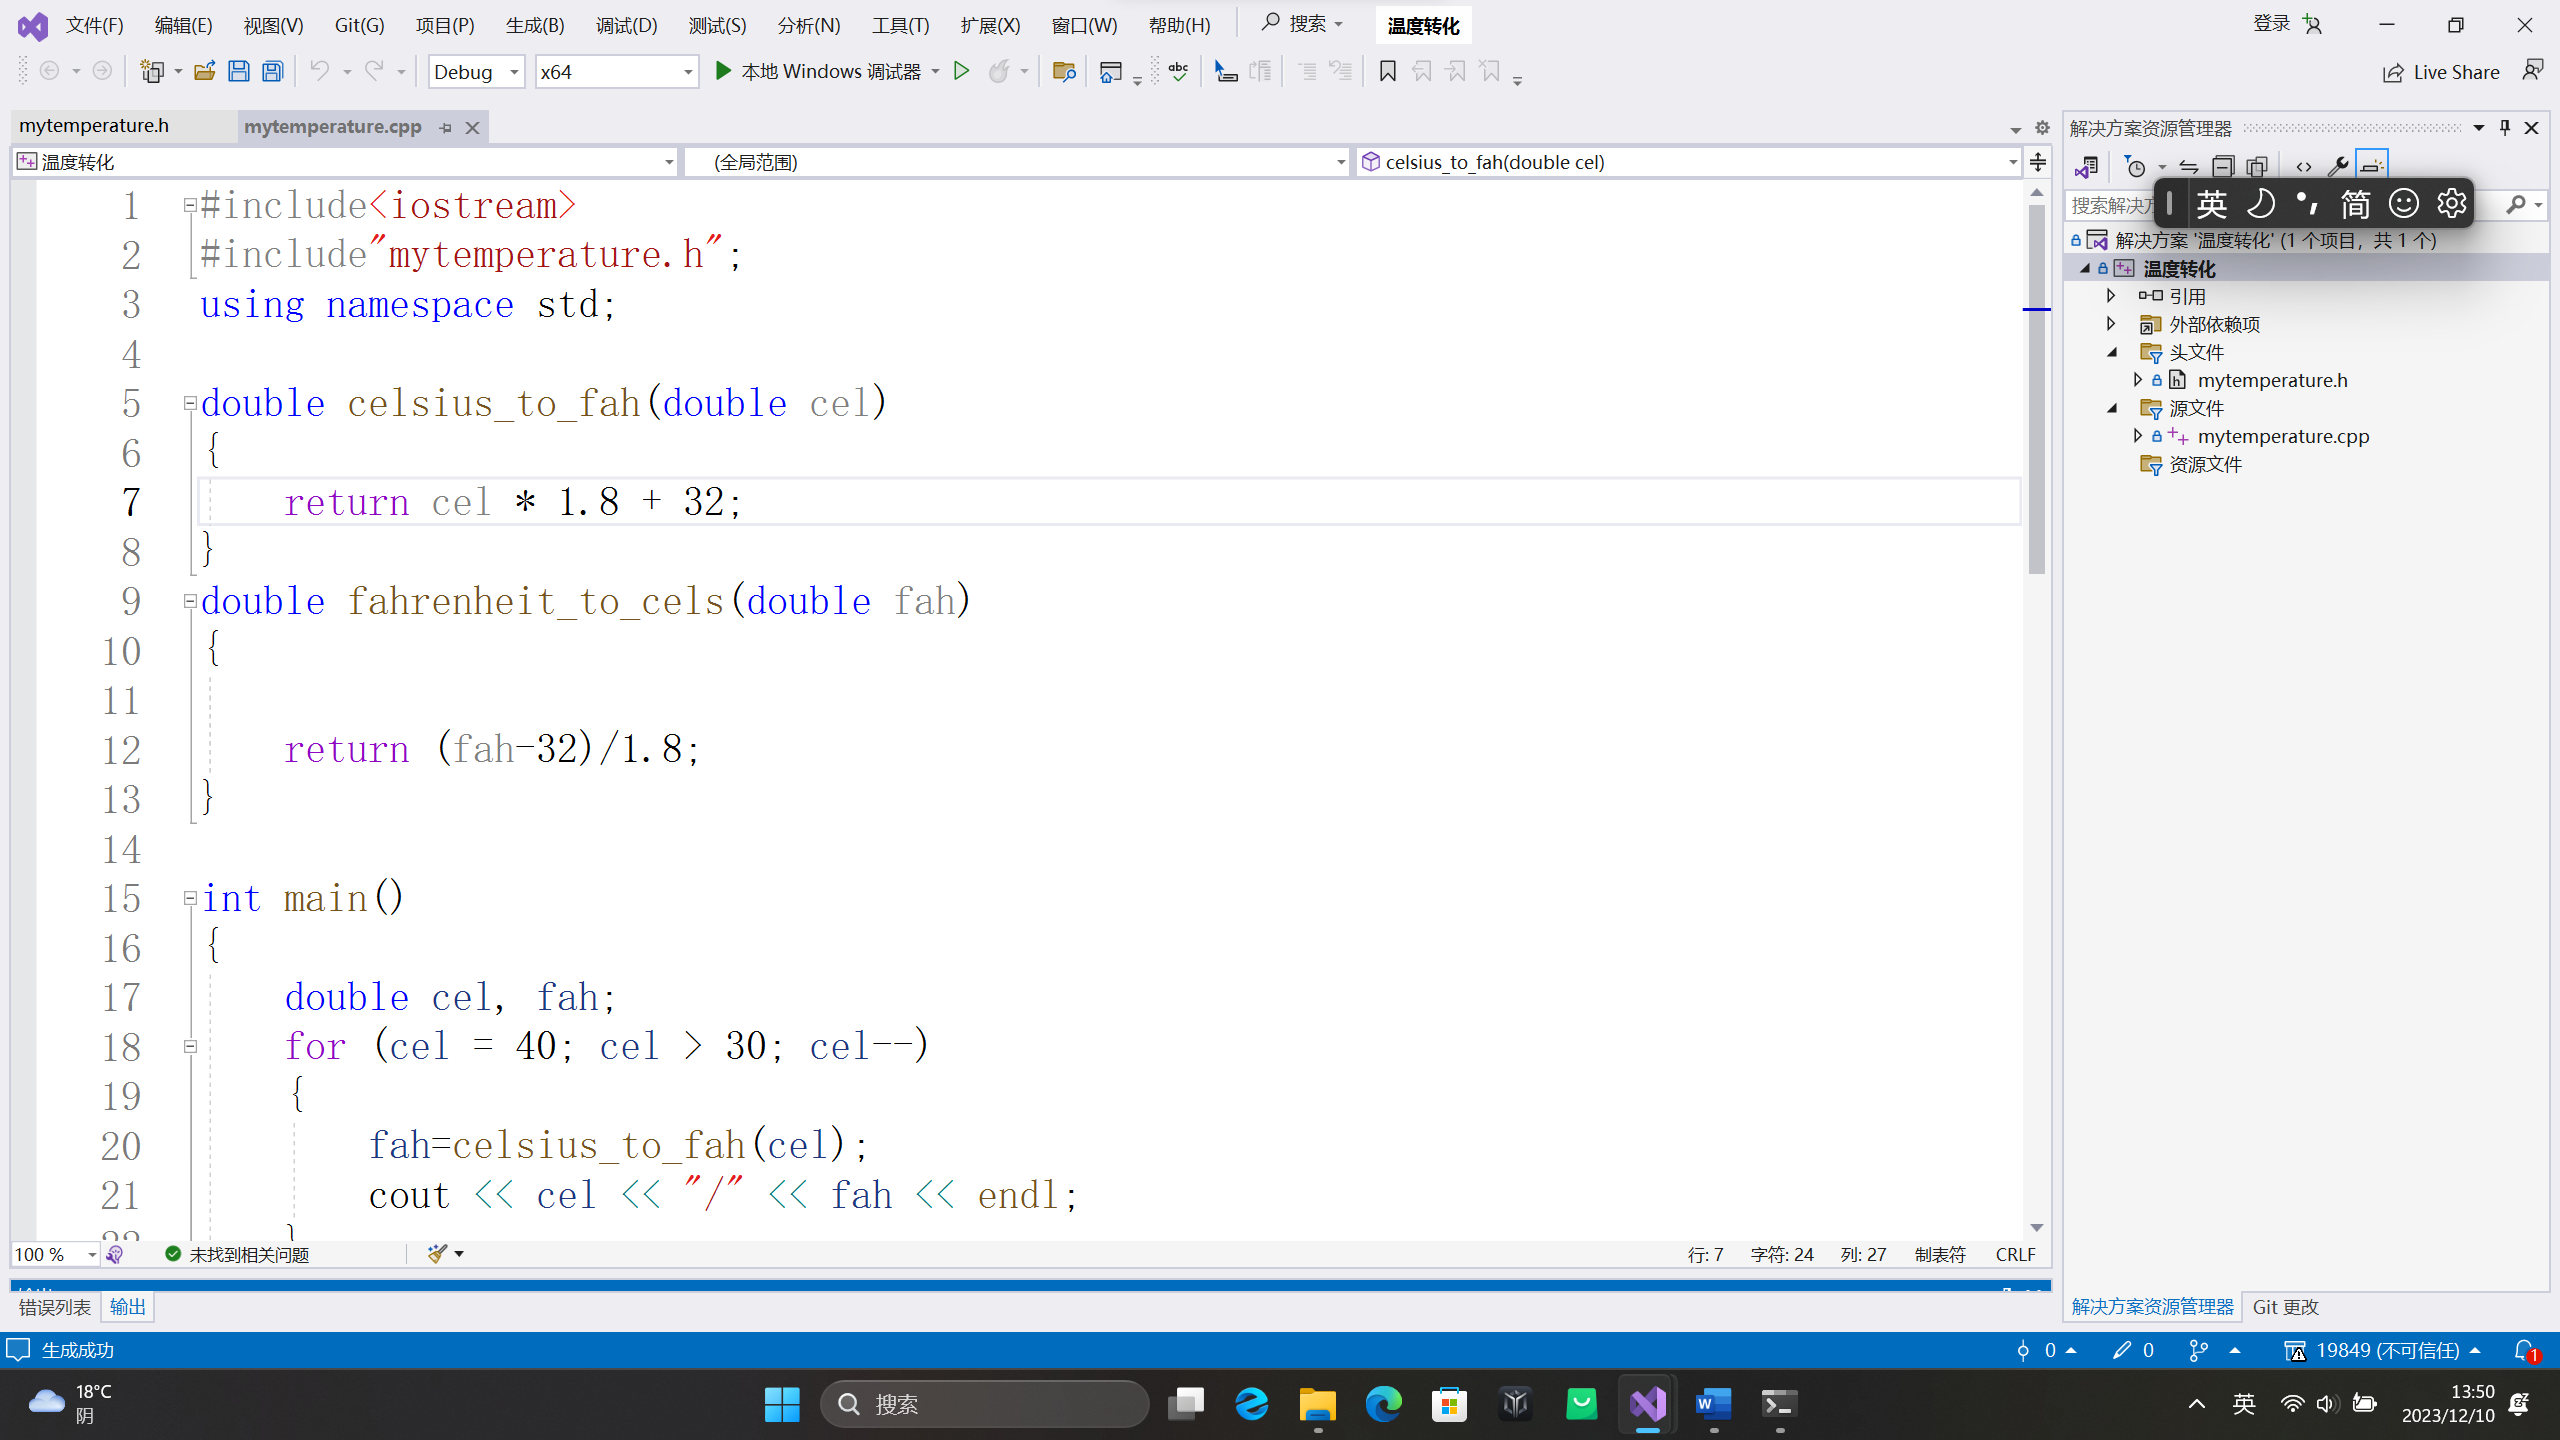 文件(F) 编辑(E) 视图(V) Git(G) 项目(P) 生成(B) 调试(D) 测试(S) 分析(N) 工具(T) 扩展(X) 窗口(W) 帮助(H) 搜索 温度转化 登录
Debug x64 本地 Windows 调试器 abc Live Share
mytemperature.h mytemperature.cpp
温度转化 (全局范围) celsius_to_fah(double cel)
1 #include<iostream>
2 #include"mytemperature.h";
3 using namespace std;
4
5 double celsius_to_fah(double cel)
6 {
7 return cel * 1.8 + 32;
8 }
9 double fahrenheit_to_cels(double fah)
10 {
11
12 return (fah-32)/1.8;
13 }
14
15 int main()
16 {
17 double cel, fah;
18 for (cel = 40; cel > 30; cel--)
19 {
20 fah=celsius_to_fah(cel);
21 cout << cel << "/" << fah << endl;
22 }
100 % 未找到相关问题 行: 7 字符: 24 列: 27 制表符 CRLF
错误列表 输出
解决方案资源管理器
搜索解决方
英 简
解决方案 '温度转化' (1 个项目，共 1 个)
温度转化
引用
外部依赖项
头文件
mytemperature.h
源文件
mytemperature.cpp
资源文件
解决方案资源管理器 Git 更改
生成成功 0 0 19849 (不可信任) 1
18°C
阴
搜索
英
13:50
2023/12/10